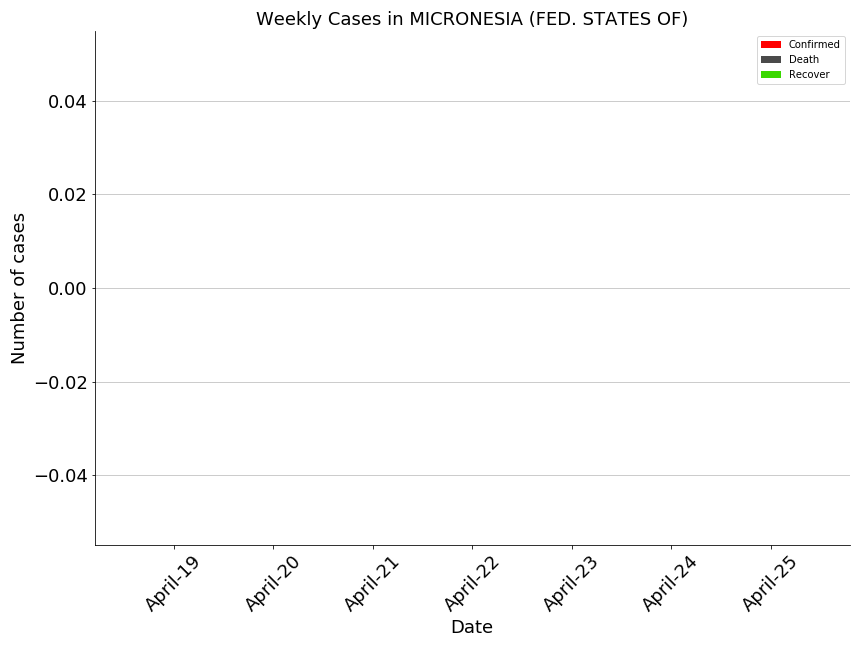 Weekly Cases in MICRONESIA (FED. STATES OF)
Confirmed
Death
Recover
Number of cases
0.04
0.02
0.00
−0.02
−0.04
April-19
April-20
April-21
April-22
April-23
April-24
April-25
Date